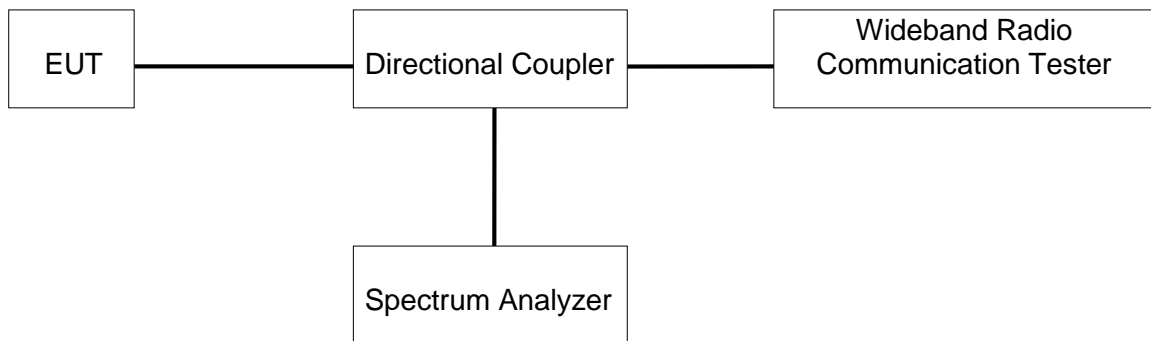 EUT
Directional Coupler
Wideband Radio
Communication Tester
Spectrum Analyzer